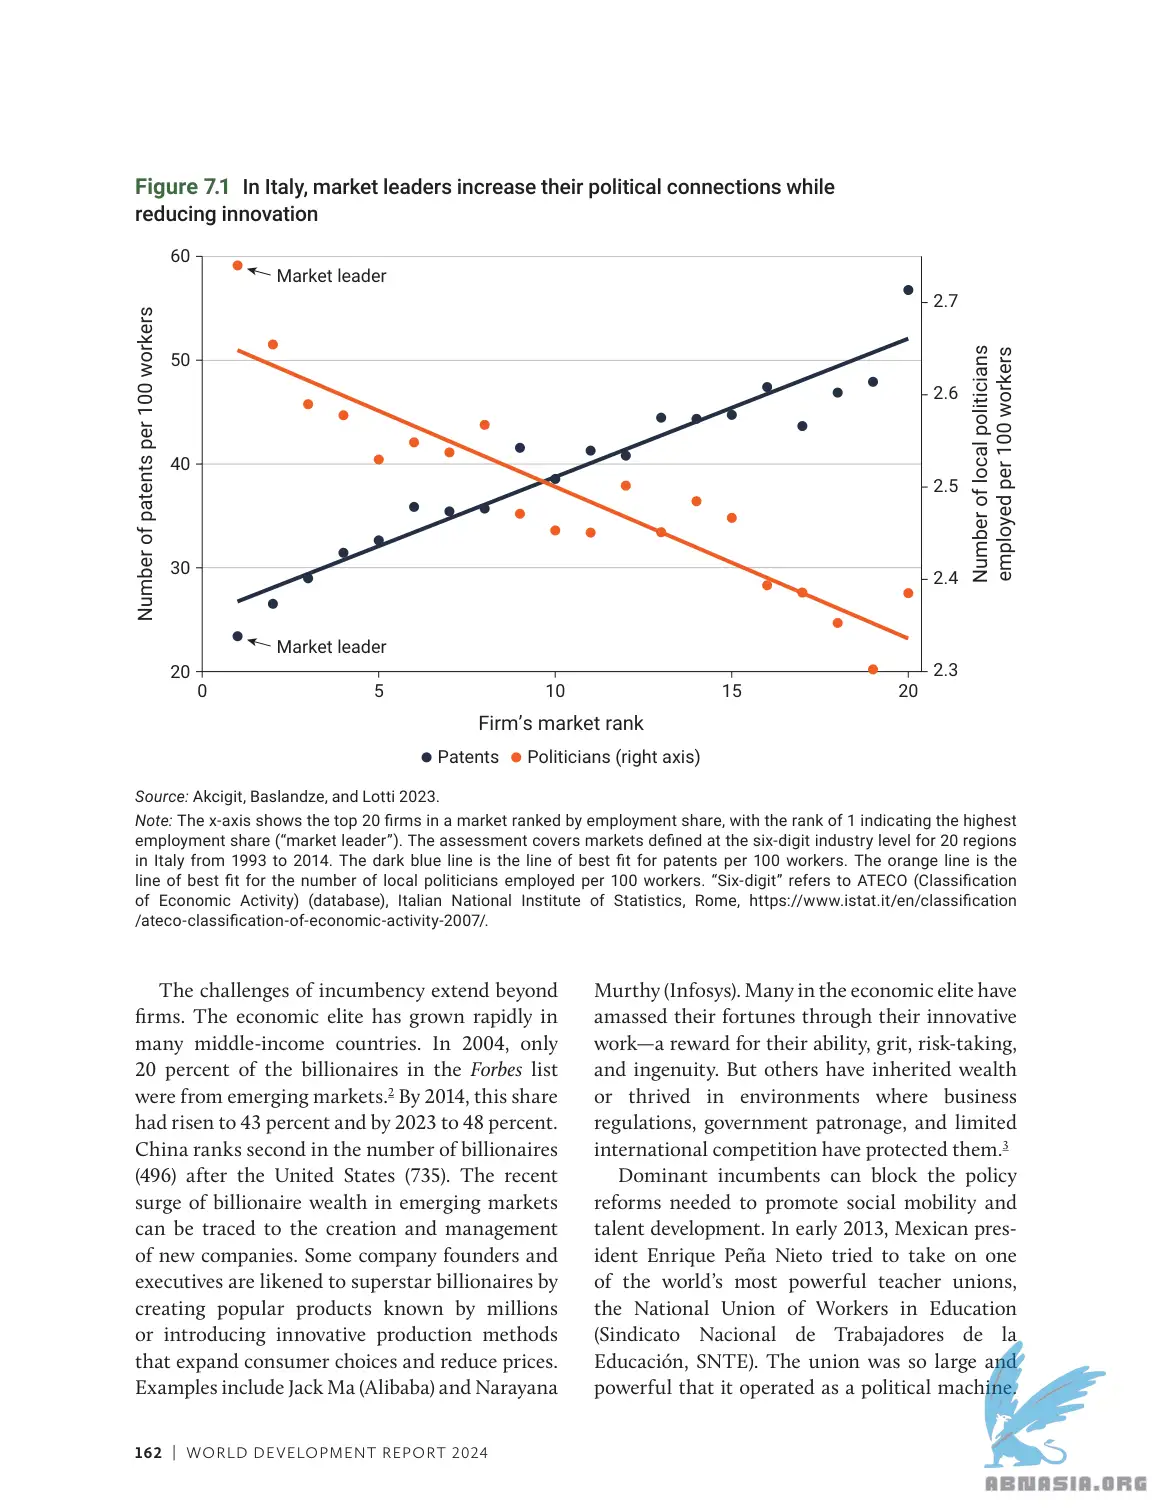 Figure 7.1 In Italy, market leaders increase their political connections while
reducing innovation
60
50
40
30
20
Number of patents per 100 workers
Market leader
Market leader
2.7
2.6
2.5
2.4
2.3
Number of local politicians
employed per 100 workers
0
5
10
15
20
Firm’s market rank
Patents
Politicians (right axis)
Source: Akcigit, Baslandze, and Lotti 2023.
Note: The x-axis shows the top 20 firms in a market ranked by employment share, with the rank of 1 indicating the highest
employment share (“market leader”). The assessment covers markets defined at the six-digit industry level for 20 regions
in Italy from 1993 to 2014. The dark blue line is the line of best fit for patents per 100 workers. The orange line is the
line of best fit for the number of local politicians employed per 100 workers. “Six-digit” refers to ATECO (Classification
of Economic Activity) (database), Italian National Institute of Statistics, Rome, https://www.istat.it/en/classification
/ateco-classification-of-economic-activity-2007/.
The challenges of incumbency extend beyond
firms. The economic elite has grown rapidly in
many middle-income countries. In 2004, only
20 percent of the billionaires in the Forbes list
were from emerging markets.2 By 2014, this share
had risen to 43 percent and by 2023 to 48 percent.
China ranks second in the number of billionaires
(496) after the United States (735). The recent
surge of billionaire wealth in emerging markets
can be traced to the creation and management
of new companies. Some company founders and
executives are likened to superstar billionaires by
creating popular products known by millions
or introducing innovative production methods
that expand consumer choices and reduce prices.
Examples include Jack Ma (Alibaba) and Narayana
Murthy (Infosys). Many in the economic elite have
amassed their fortunes through their innovative
work—a reward for their ability, grit, risk-taking,
and ingenuity. But others have inherited wealth
or thrived in environments where business
regulations, government patronage, and limited
international competition have protected them.3
Dominant incumbents can block the policy
reforms needed to promote social mobility and
talent development. In early 2013, Mexican pres-
ident Enrique Peña Nieto tried to take on one
of the world’s most powerful teacher unions,
the National Union of Workers in Education
(Sindicato Nacional de Trabajadores de la
Educación, SNTE). The union was so large and
powerful that it operated as a political machine.
162 | WORLD DEVELOPMENT REPORT 2024
ABNASIA.ORG